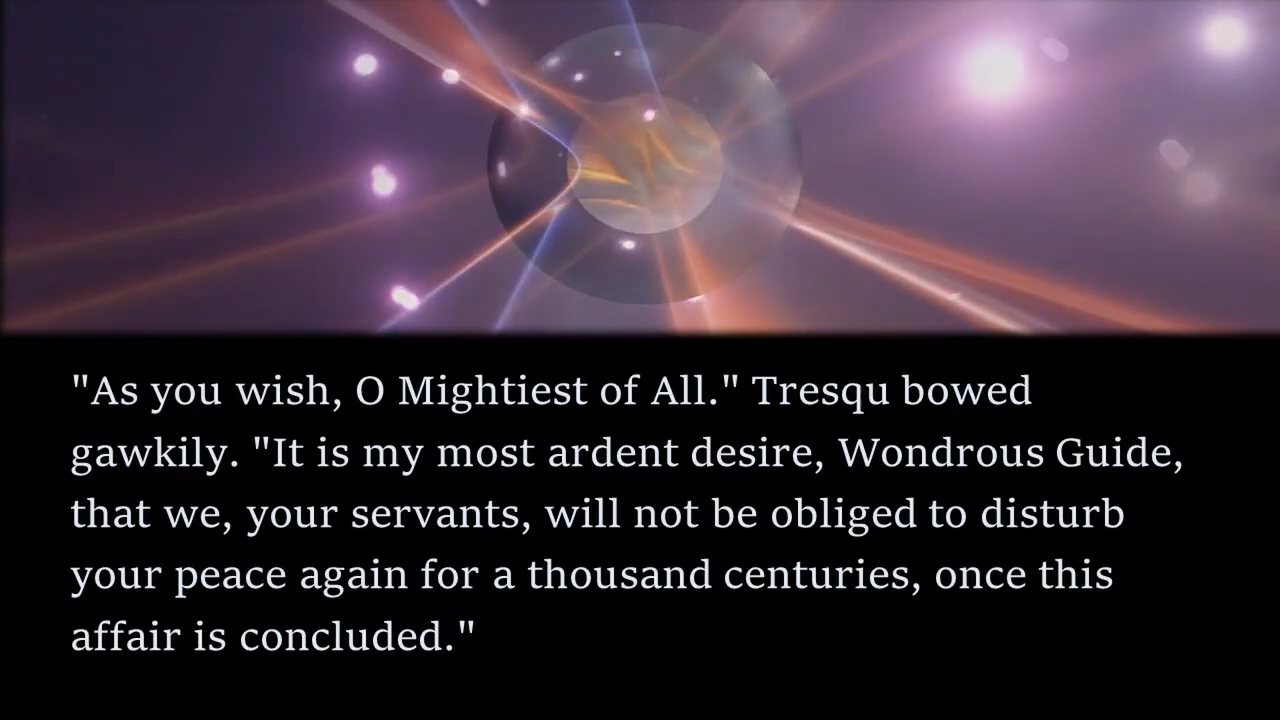 "As you wish, O Mightiest of All." Tresqu bowed
gawkily. "It is my most ardent desire, Wondrous Guide,
that we, your servants, will not be obliged to disturb
your peace again for a thousand centuries, once this
affair is concluded."